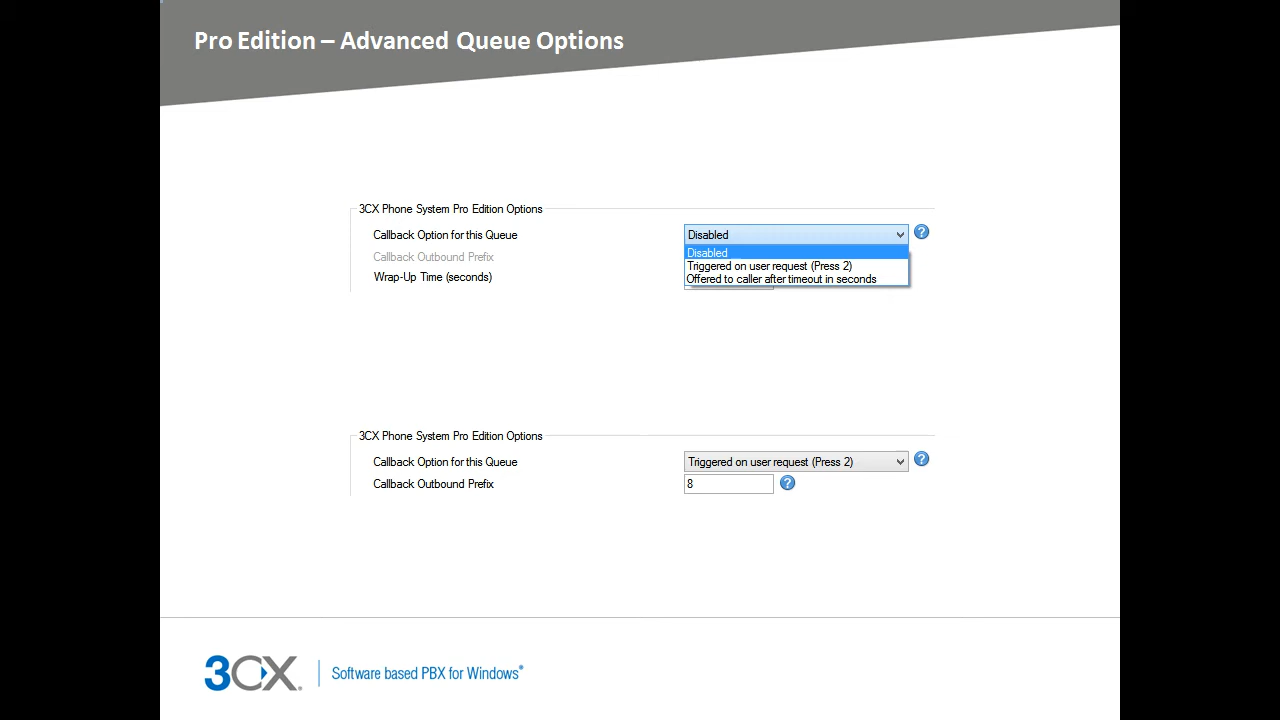 Pro Edition – Advanced Queue Options
3CX Phone System Pro Edition Options
Callback Option for this Queue
Disabled
Disabled
Callback Outbound Prefix
Triggered on user request (Press 2)
Wrap-Up Time (seconds)
Offered to caller after timeout in seconds
3CX Phone System Pro Edition Options
Callback Option for this Queue
Triggered on user request (Press 2)
Callback Outbound Prefix
8
3CX
Software based PBX for Windows®